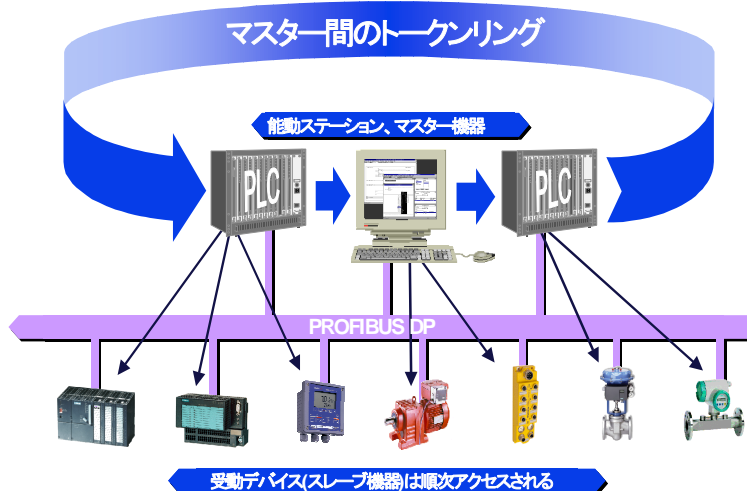 マスター間のトークンリング
能動ステーション、マスター機器
PLC
PLC
PROFIBUS DP
受動デバイス(スレーブ機器)は順次アクセスされる